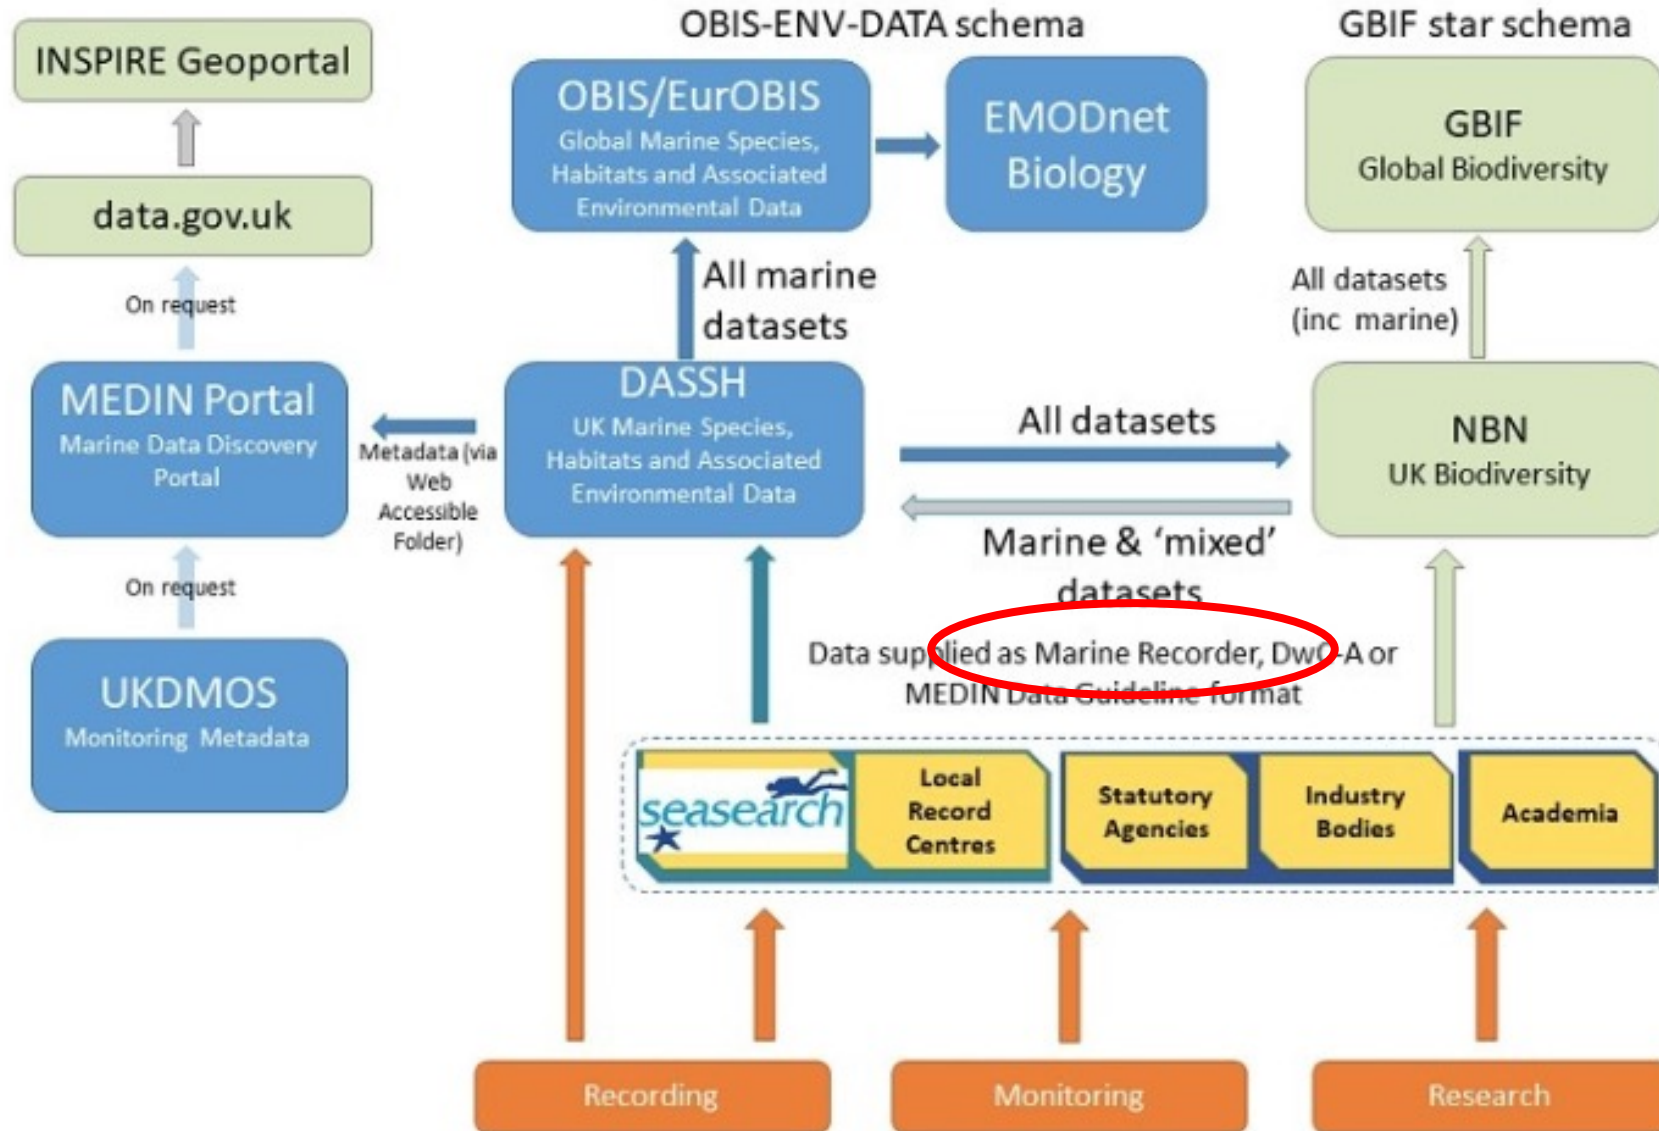 OBIS-ENV-DATA schema
GBIF star schema
INSPIRE Geoportal
data.gov.uk
On request
MEDIN Portal
Marine Data Discovery
Portal
On request
UKDMOS
Monitoring Metadata
OBIS/EurOBIS
Global Marine Species,
Habitats and Associated
Environmental Data
EMODnet
Biology
GBIF
Global Biodiversity
All marine
datasets
All datasets
(inc marine)
DASSH
UK Marine Species,
Habitats and Associated
Environmental Data
Metadata (via
Web
Accessible
Folder)
All datasets
NBN
UK Biodiversity
Marine & ‘mixed’
datasets
Data supplied as Marine Recorder, DwC-A or
MEDIN Data Guideline format
seasearch
Local
Record
Centres
Statutory
Agencies
Industry
Bodies
Academia
Recording
Monitoring
Research